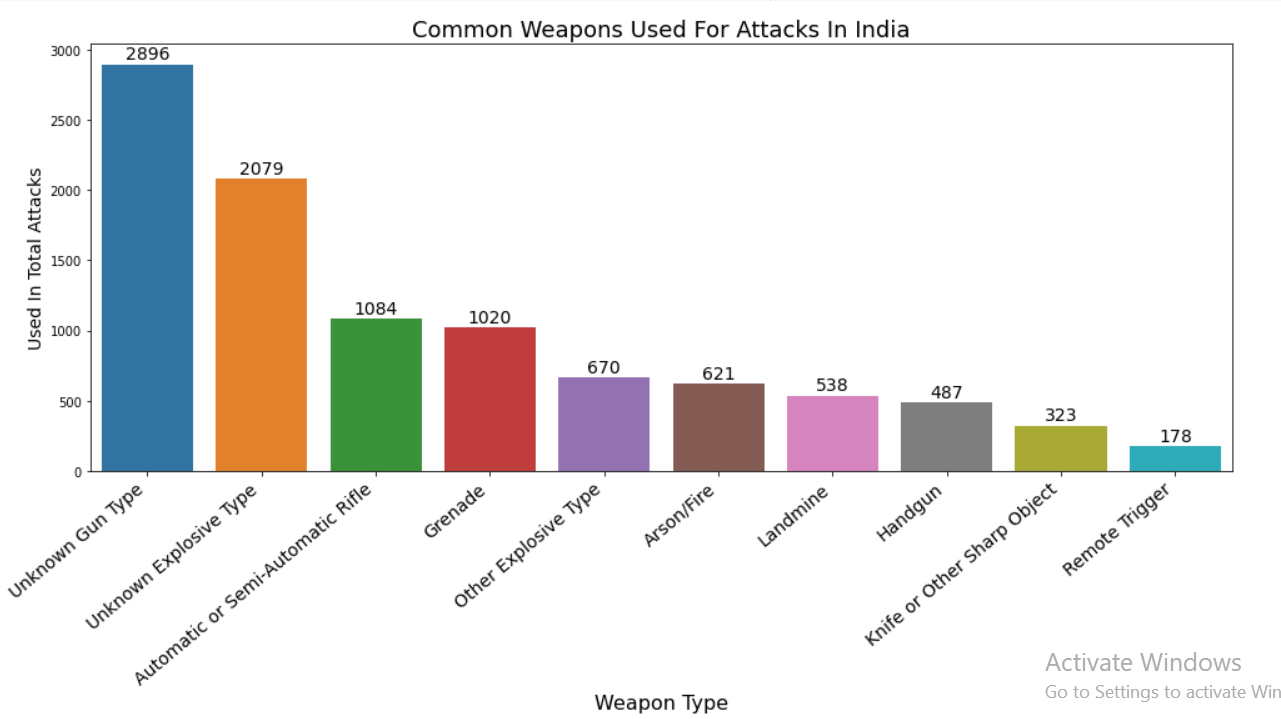 Common Weapons Used For Attacks In India
3000
2500
2000
1500
1000
500
0
Used In Total Attacks
2896
2079
1084
1020
670
621
538
487
323
178
Unknown Gun Type
Unknown Explosive Type
Automatic or Semi-Automatic Rifle
Grenade
Other Explosive Type
Arson/Fire
Landmine
Handgun
Knife or Other Sharp Object
Remote Trigger
Weapon Type
Activate Windows
Go to Settings to activate Win